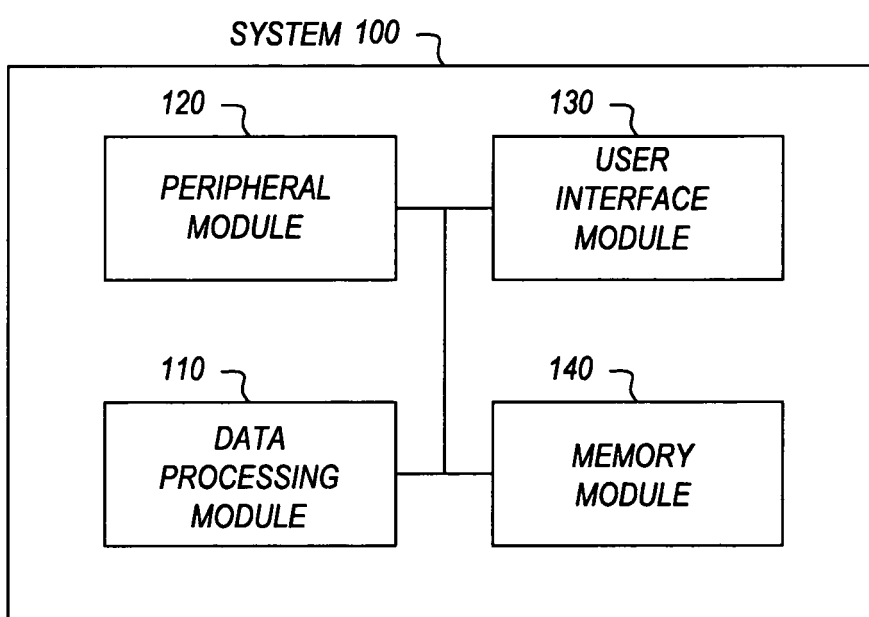 SYSTEM 100
120
130
PERIPHERAL
MODULE
USER
INTERFACE
MODULE
110
140
DATA
PROCESSING
MODULE
MEMORY
MODULE